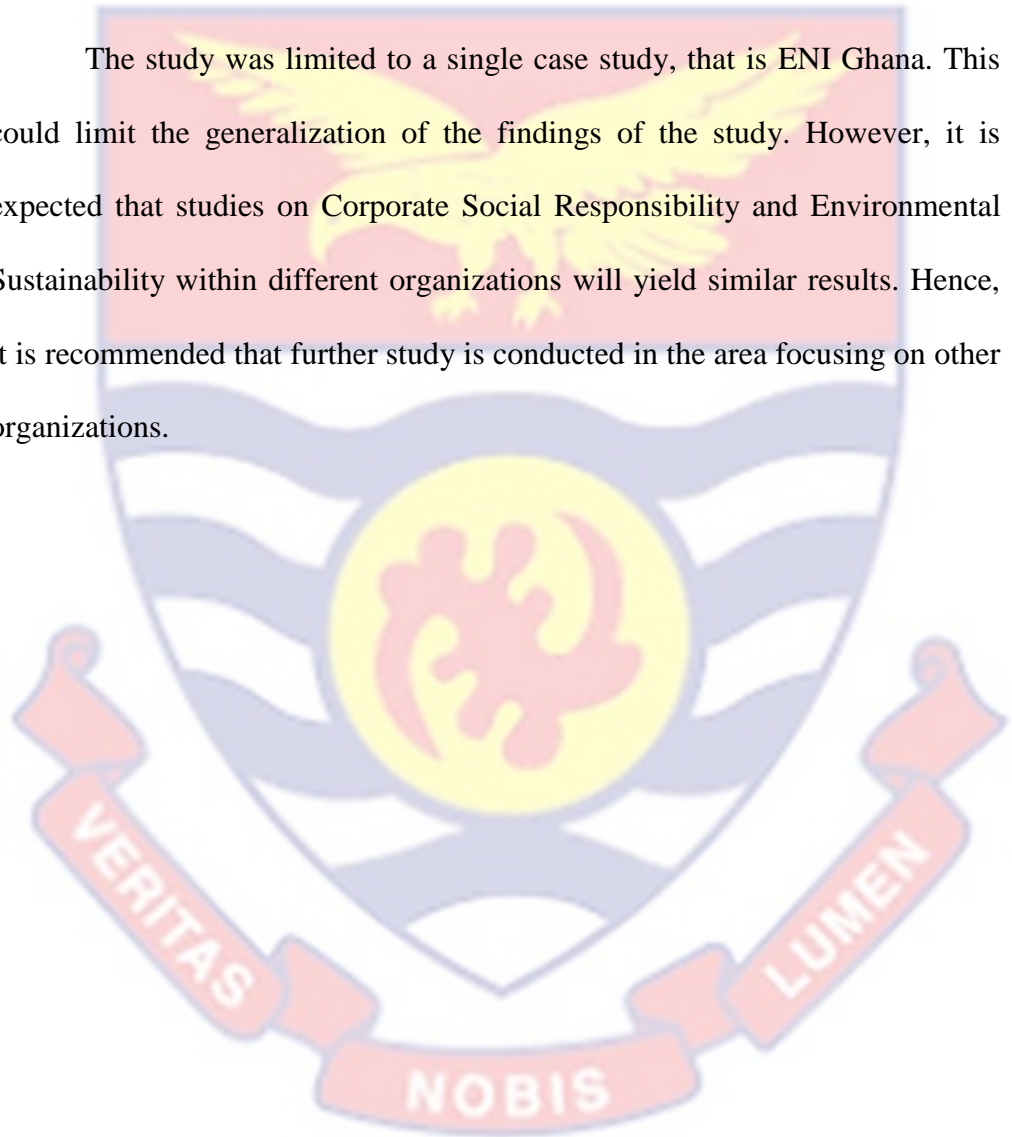 The study was limited to a single case study, that is ENI Ghana. This
could limit the generalization of the findings of the study. However, it is
expected that studies on Corporate Social Responsibility and Environmental
Sustainability within different organizations will yield similar results. Hence,
it is recommended that further study is conducted in the area focusing on other
organizations.
VERITAS
NOBIS
LUMEN